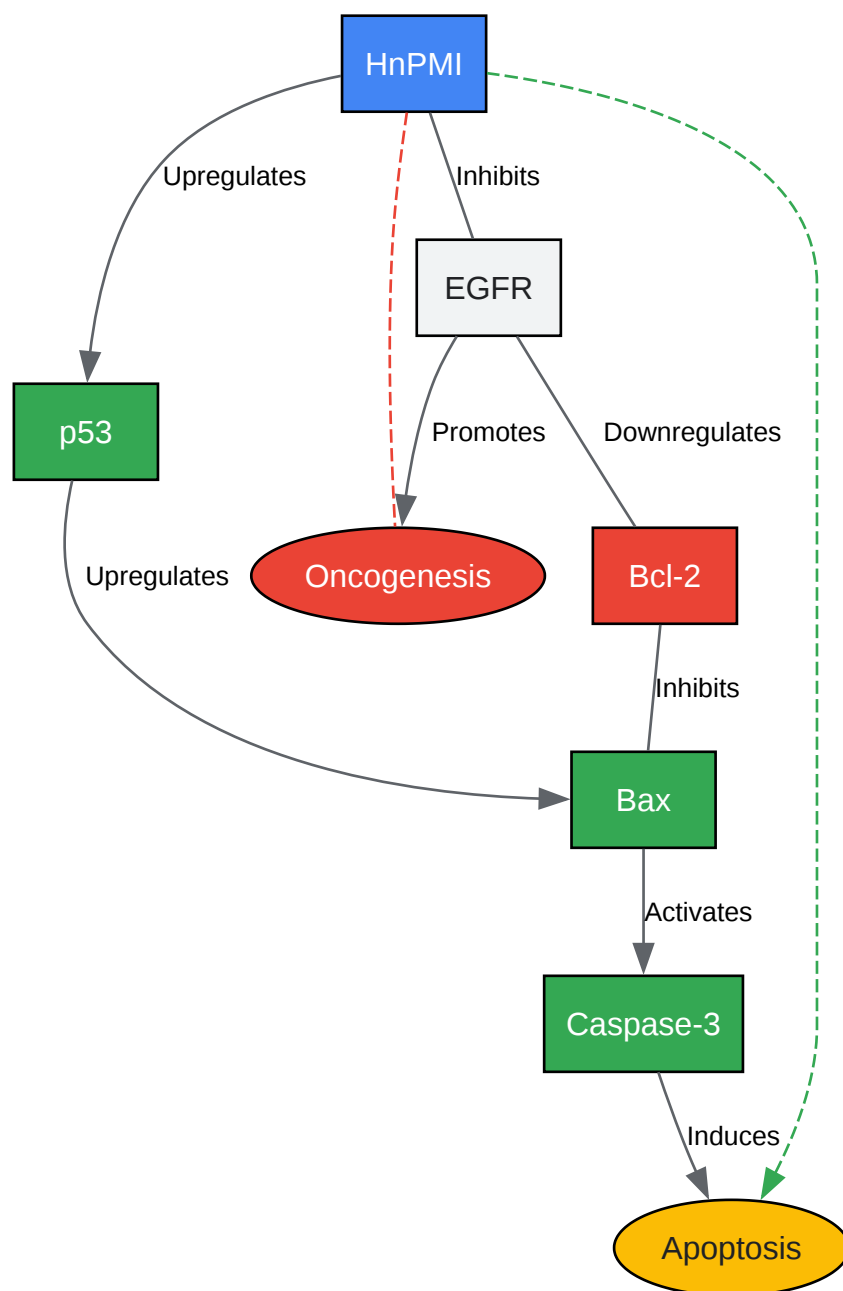 HnPMI
Upregulates
Inhibits
EGFR
p53
Promotes
Downregulates
Upregulates
Oncogenesis
Bcl-2
Inhibits
Bax
Activates
Caspase-3
Induces
Apoptosis